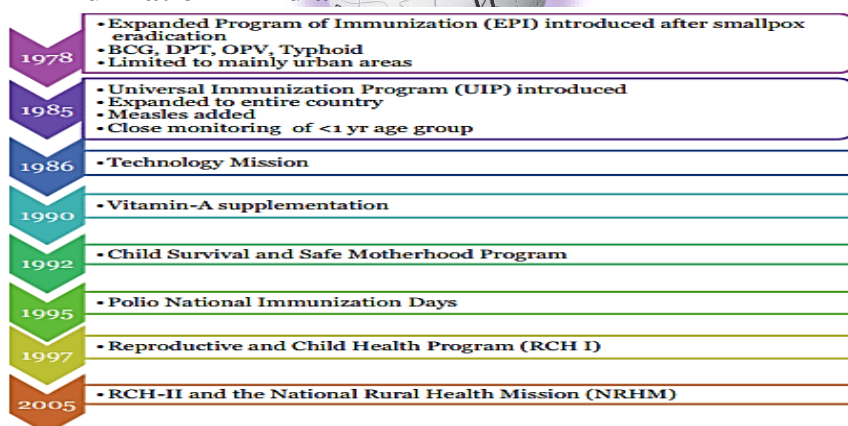 1978
• Expanded Program of Immunization (EPI) introduced after smallpox
eradication
• BCG, DPT, OPV, Typhoid
• Limited to mainly urban areas
1985
• Universal Immunization Program (UIP) introduced
• Expanded to entire country
• Measles added
• Close monitoring of <1 yr age group
1986
• Technology Mission
1990
• Vitamin-A supplementation
1992
• Child Survival and Safe Motherhood Program
1995
• Polio National Immunization Days
1997
• Reproductive and Child Health Program (RCH I)
2005
• RCH-II and the National Rural Health Mission (NRHM)